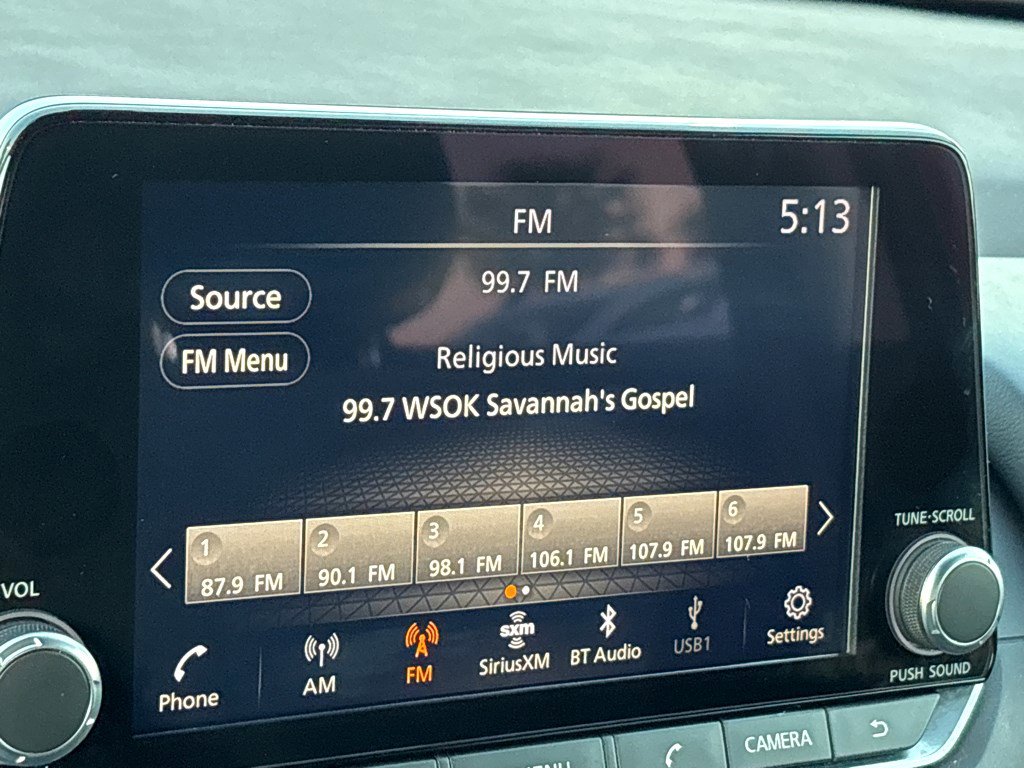 FM
5:13
Source
99.7 FM
FM Menu
Religious Music
99.7 WSOK Savannah's Gospel
1
87.9 FM
2
90.1 FM
3
98.1 FM
4
106.1 FM
5
107.9 FM
6
107.9 FM
VOL
TUNE·SCROLL
Phone
AM
FM
sxm
SiriusXM
BT Audio
USB1
Settings
PUSH SOUND
CAMERA